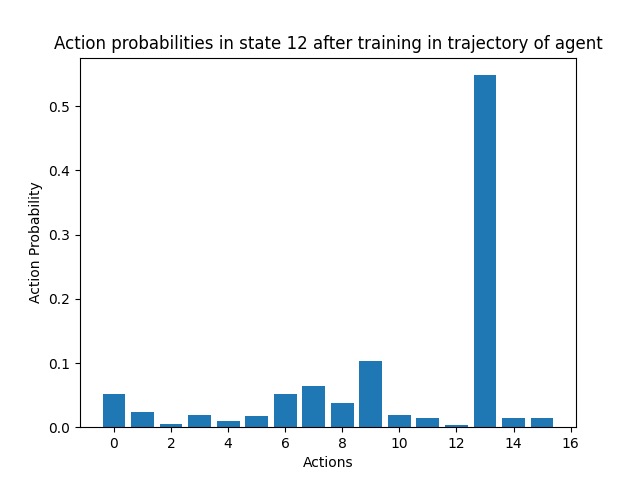 Action probabilities in state 12 after training in trajectory of agent
Action Probability
0.5
0.4
0.3
0.2
0.1
0.0
0 2 4 6 8 10 12 14 16
Actions